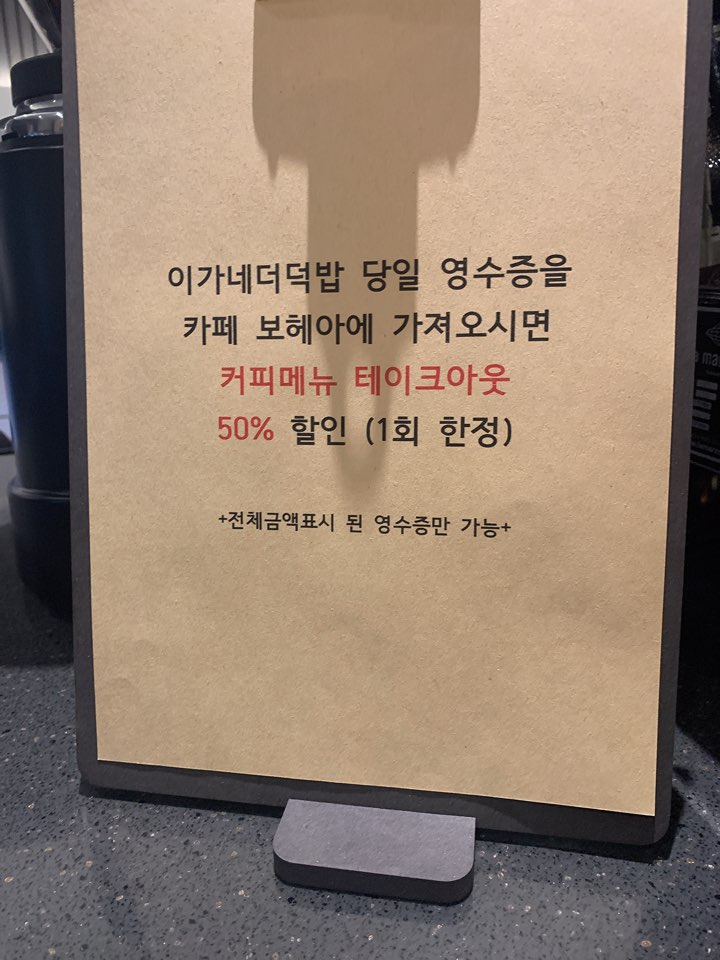 이가네더덕밥 당일 영수증을
카페 보헤아에 가져오시면
커피메뉴 테이크아웃
50% 할인 (1회 한정)
+전체금액표시 된 영수증만 가능+